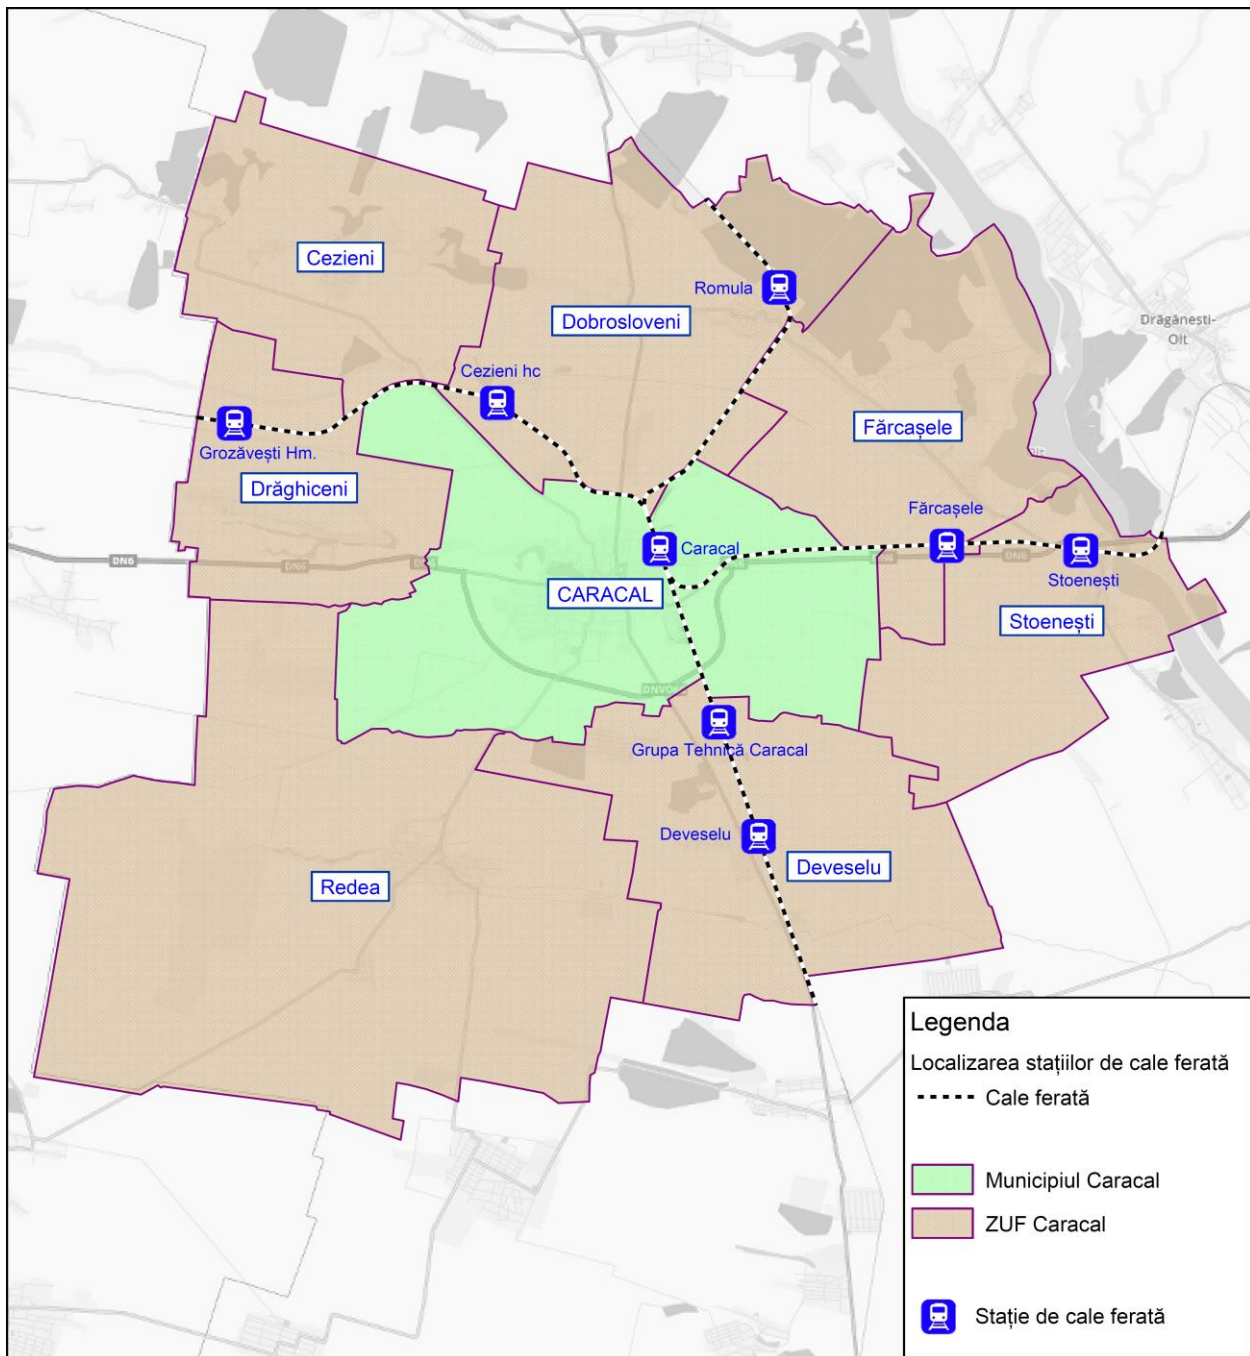 Cezieni
Romula
Dobrosloveni
Drăgănești-
Olt
Cezieni hc
Fărcașele
Grozăvești Hm.
Drăghiceni
Fărcașele
Caracal
DN6
DN6
DN6
Stoenești
CARACAL
Stoenești
Grupa Tehnică Caracal
Deveselu
Deveselu
Redea
Legenda
Localizarea stațiilor de cale ferată
Cale ferată
Municipiul Caracal
ZUF Caracal
Stație de cale ferată